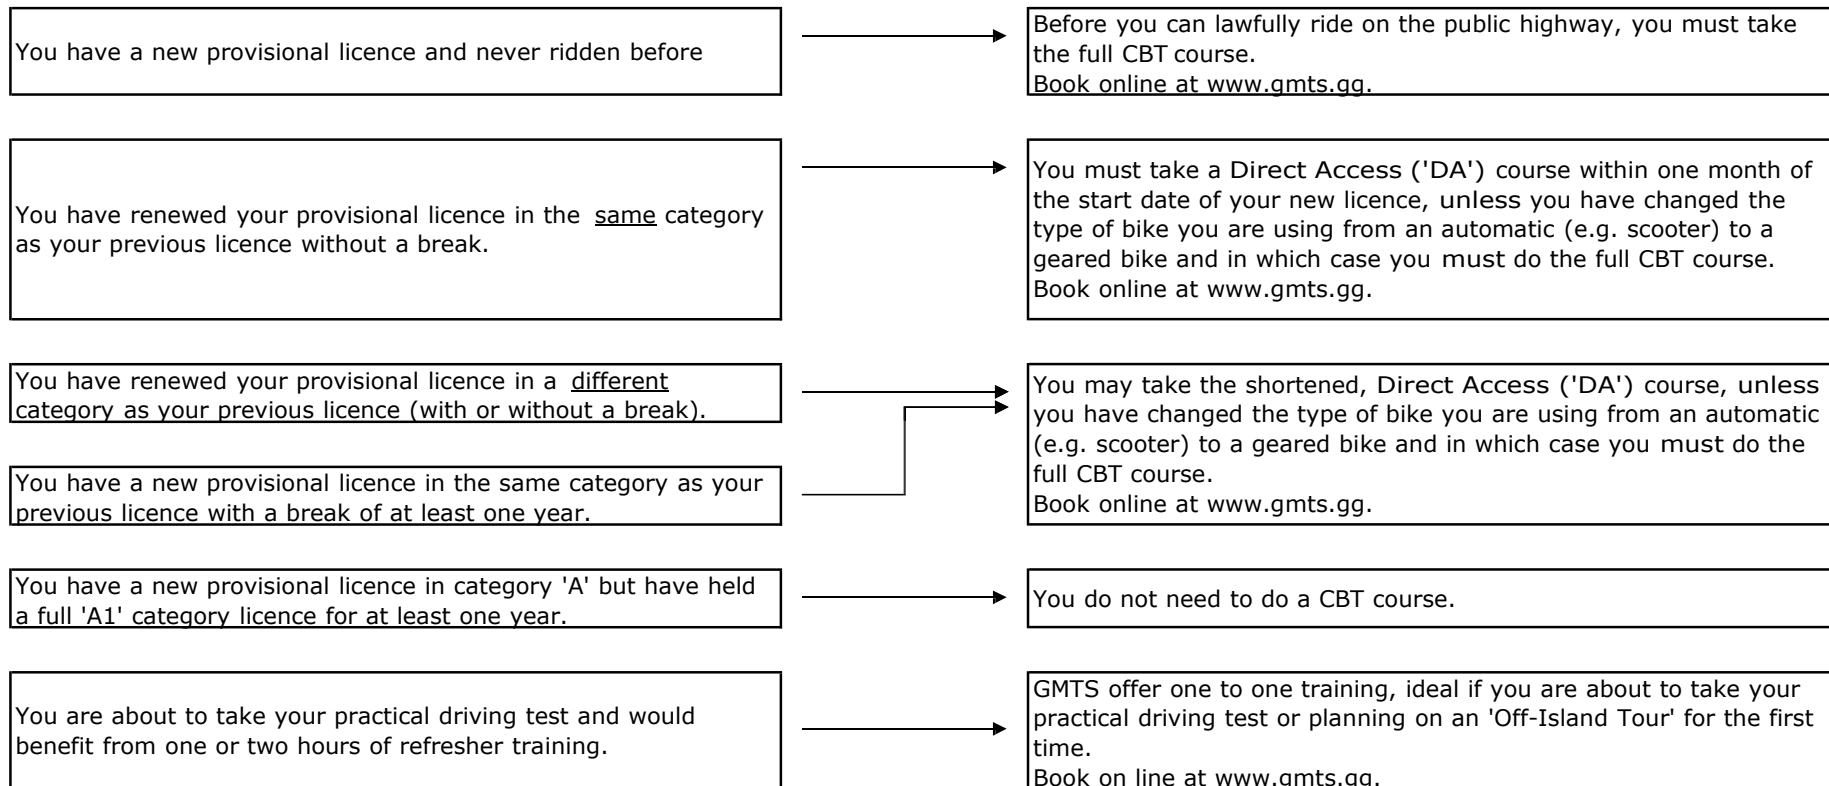 You have a new provisional licence and never ridden before
Before you can lawfully ride on the public highway, you must take
the full CBT course.
Book online at www.gmts.gg.
You have renewed your provisional licence in the same category
as your previous licence without a break.
You must take a Direct Access ('DA') course within one month of
the start date of your new licence, unless you have changed the
type of bike you are using from an automatic (e.g. scooter) to a
geared bike and in which case you must do the full CBT course.
Book online at www.gmts.gg.
You have renewed your provisional licence in a different
category as your previous licence (with or without a break).
You have a new provisional licence in the same category as your
previous licence with a break of at least one year.
You may take the shortened, Direct Access ('DA') course, unless
you have changed the type of bike you are using from an automatic
(e.g. scooter) to a geared bike and in which case you must do the
full CBT course.
Book online at www.gmts.gg.
You have a new provisional licence in category 'A' but have held
a full 'A1' category licence for at least one year.
You do not need to do a CBT course.
You are about to take your practical driving test and would
benefit from one or two hours of refresher training.
GMTS offer one to one training, ideal if you are about to take your
practical driving test or planning on an 'Off-Island Tour' for the first
time.
Book on line at www.gmts.gg.